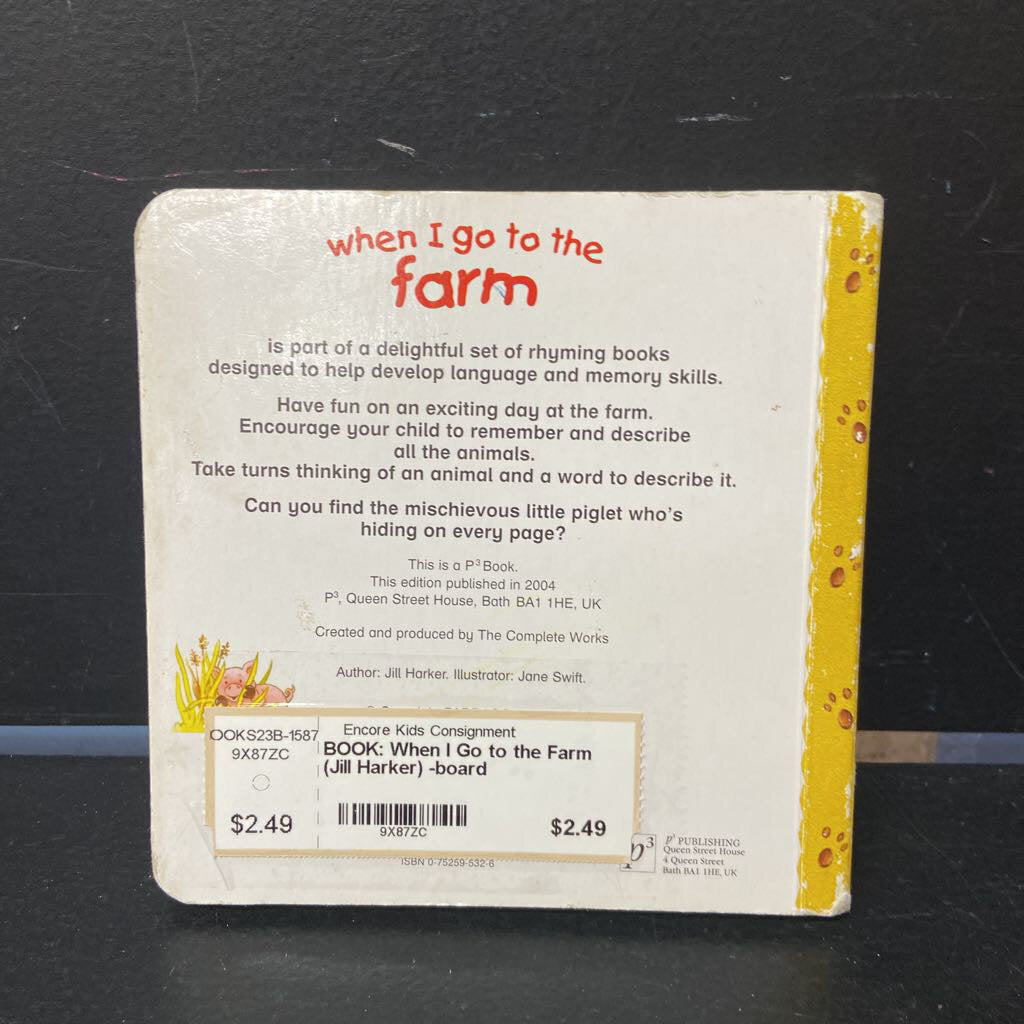 when I go to the
farm
is part of a delightful set of rhyming books
designed to help develop language and memory skills.
Have fun on an exciting day at the farm.
Encourage your child to remember and describe
all the animals.
Take turns thinking of an animal and a word to describe it.
Can you find the mischievous little piglet who's
hiding on every page?
This is a P³ Book.
This edition published in 2004
P³, Queen Street House, Bath BA1 1HE, UK
Created and produced by The Complete Works
Author: Jill Harker. Illustrator: Jane Swift.
OOKS23B-1587
9X87ZC
$2.49
Encore Kids Consignment
BOOK: When I Go to the Farm
(Jill Harker) -board
9X87ZC
$2.49
ISBN 0-75259-532-6
p³
P³ PUBLISHING
Queen Street House
4 Queen Street
Bath BA1 1HE, UK